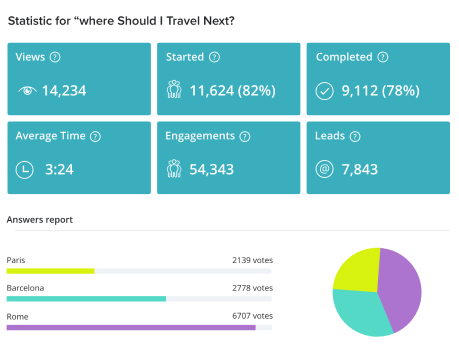 Statistic for “where Should I Travel Next?
Views ?
Started ?
Completed ?
14,234
11,624 (82%)
9,112 (78%)
Average Time ?
Engagements ?
Leads ?
3:24
54,343
@ 7,843
Answers report
Paris 2139 votes
Barcelona 2778 votes
Rome 6707 votes